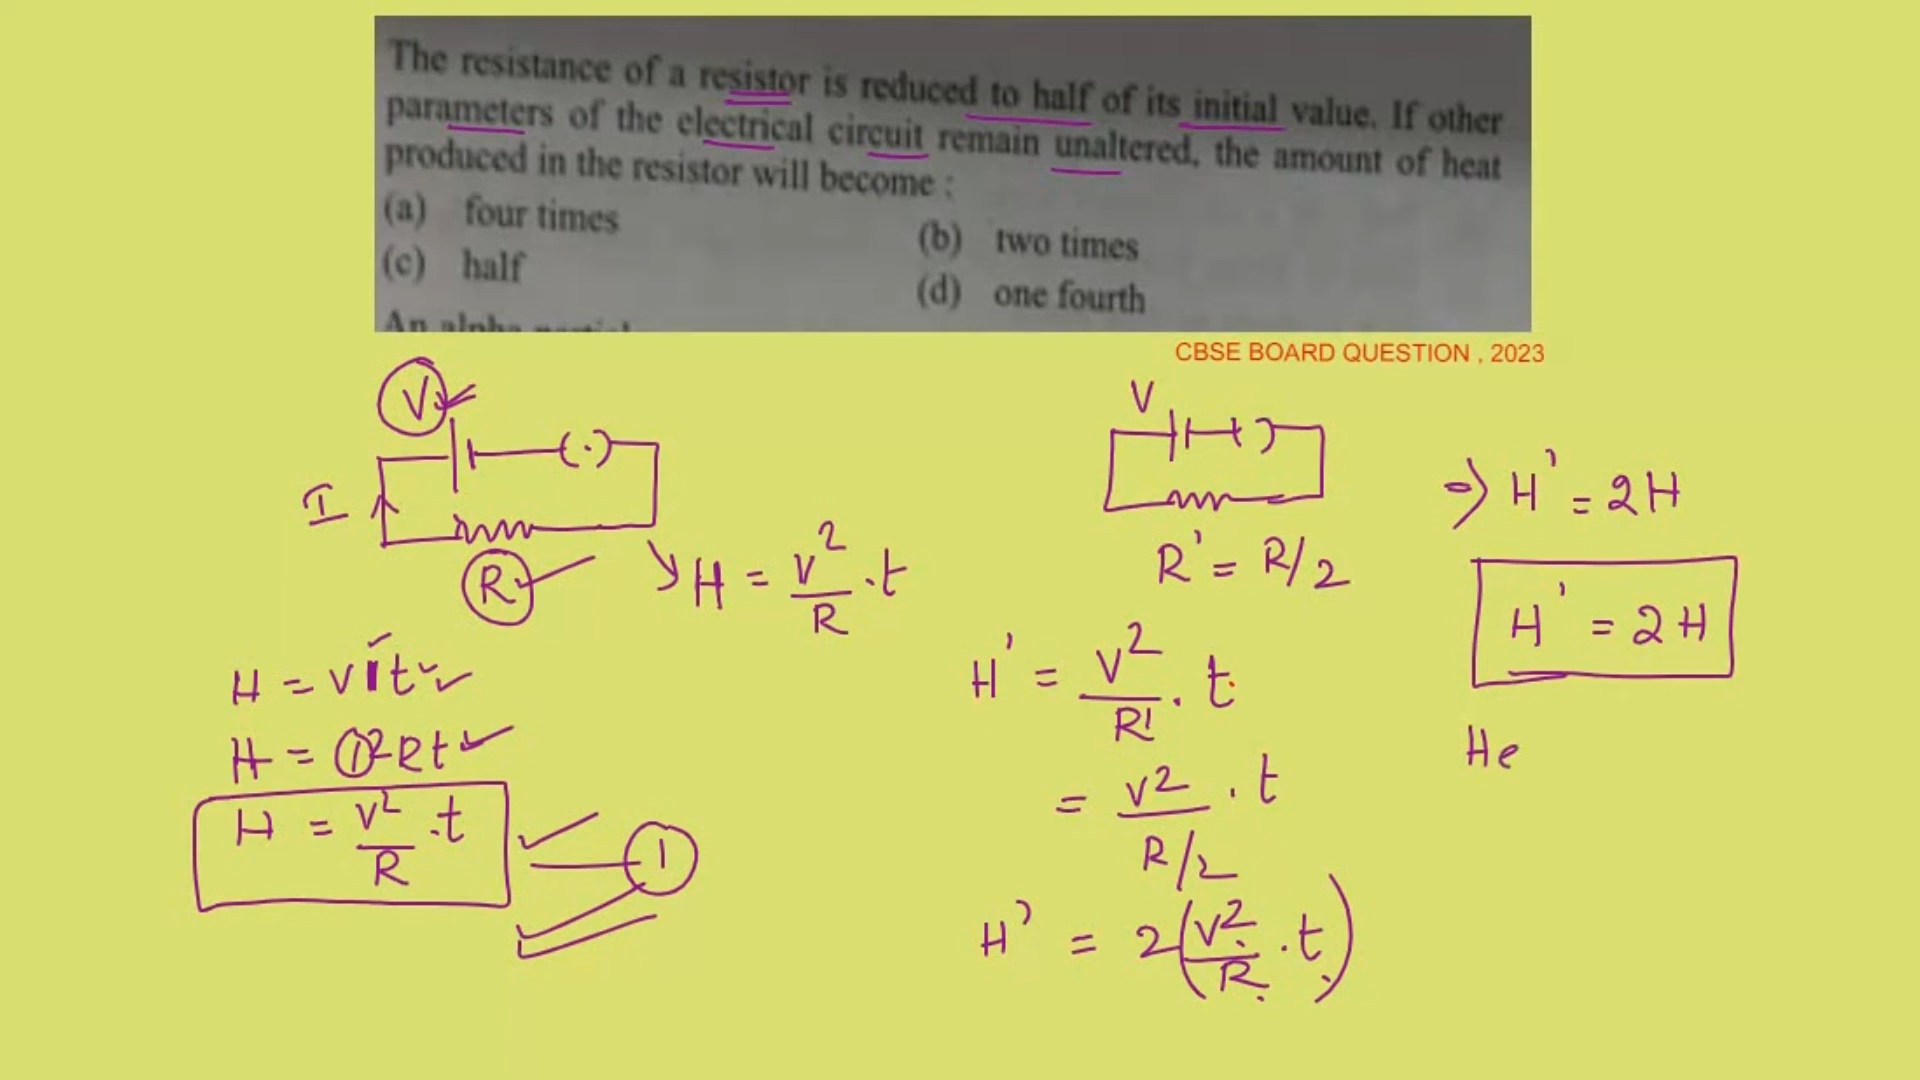 The resistance of a resistor is reduced to half of its initial value. If other
parameters of the electrical circuit remain unaltered, the amount of heat
produced in the resistor will become :
(a) four times
(b) two times
(c) half
(d) one fourth
An alpha
CBSE BOARD QUESTION , 2023
V
I
R
H = V²/R .t
H = VIt
H = I²Rt
H = V²/R .t
1
V
R' = R/2
H' = V²/R' . t
= V²/R/2 . t
H' = 2(V²/R .t)
⇒ H' = 2H
H' = 2H
He